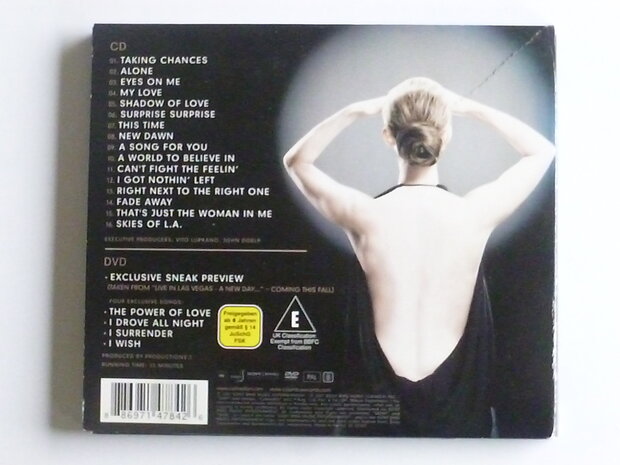 CD
01. TAKING CHANCES
02. ALONE
03. EYES ON ME
04. MY LOVE
05. SHADOW OF LOVE
06. SURPRISE SURPRISE
07. THIS TIME
08. NEW DAWN
09. A SONG FOR YOU
10. A WORLD TO BELIEVE IN
11. CAN'T FIGHT THE FEELIN'
12. I GOT NOTHIN' LEFT
13. RIGHT NEXT TO THE RIGHT ONE
14. FADE AWAY
15. THAT'S JUST THE WOMAN IN ME
16. SKIES OF L.A.
EXECUTIVE PRODUCERS: VITO LUPRANO, JOHN DOELP
DVD
· EXCLUSIVE SNEAK PREVIEW
(TAKEN FROM "LIVE IN LAS VEGAS - A NEW DAY..." – COMING THIS FALL)
FOUR EXCLUSIVE SONGS:
· THE POWER OF LOVE
· I DROVE ALL NIGHT
· I SURRENDER
· I WISH
PRODUCED BY
RUNNING TIME: MINUTES
Freigegeben
ab 6 Jahren
gemäß § 14
JuSchG
FSK
E
UK Classification
Exempt from BBFC
Classification
DVD
PAL
8 86971 47842 6